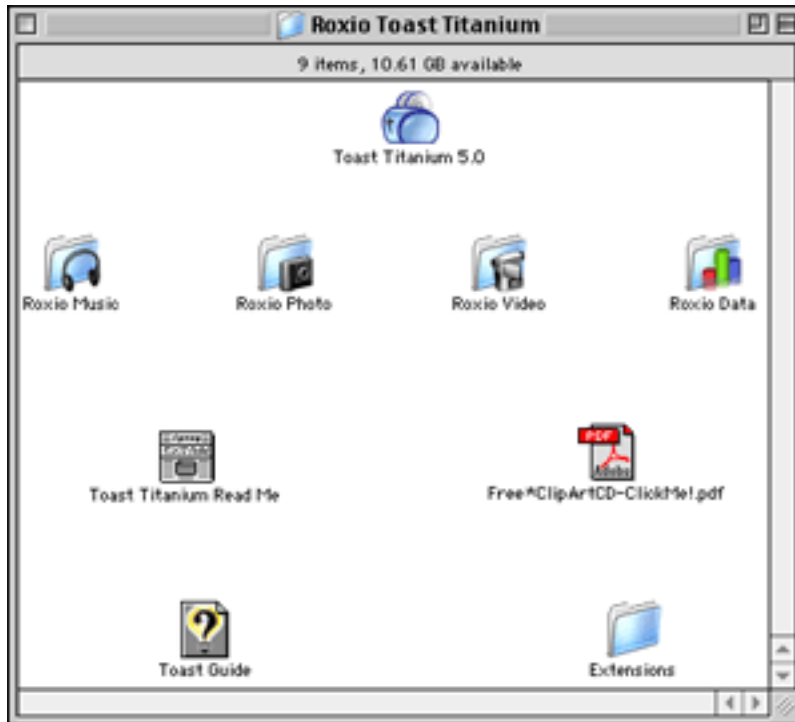 Roxio Toast Titanium
9 items, 10.61 GB available
Toast Titanium 5.0
Roxio Music
Roxio Photo
Roxio Video
Roxio Data
PDF
Adobe
Toast Titanium Read Me
Free*ClipArtCD-ClickMe!.pdf
Toast Guide
Extensions